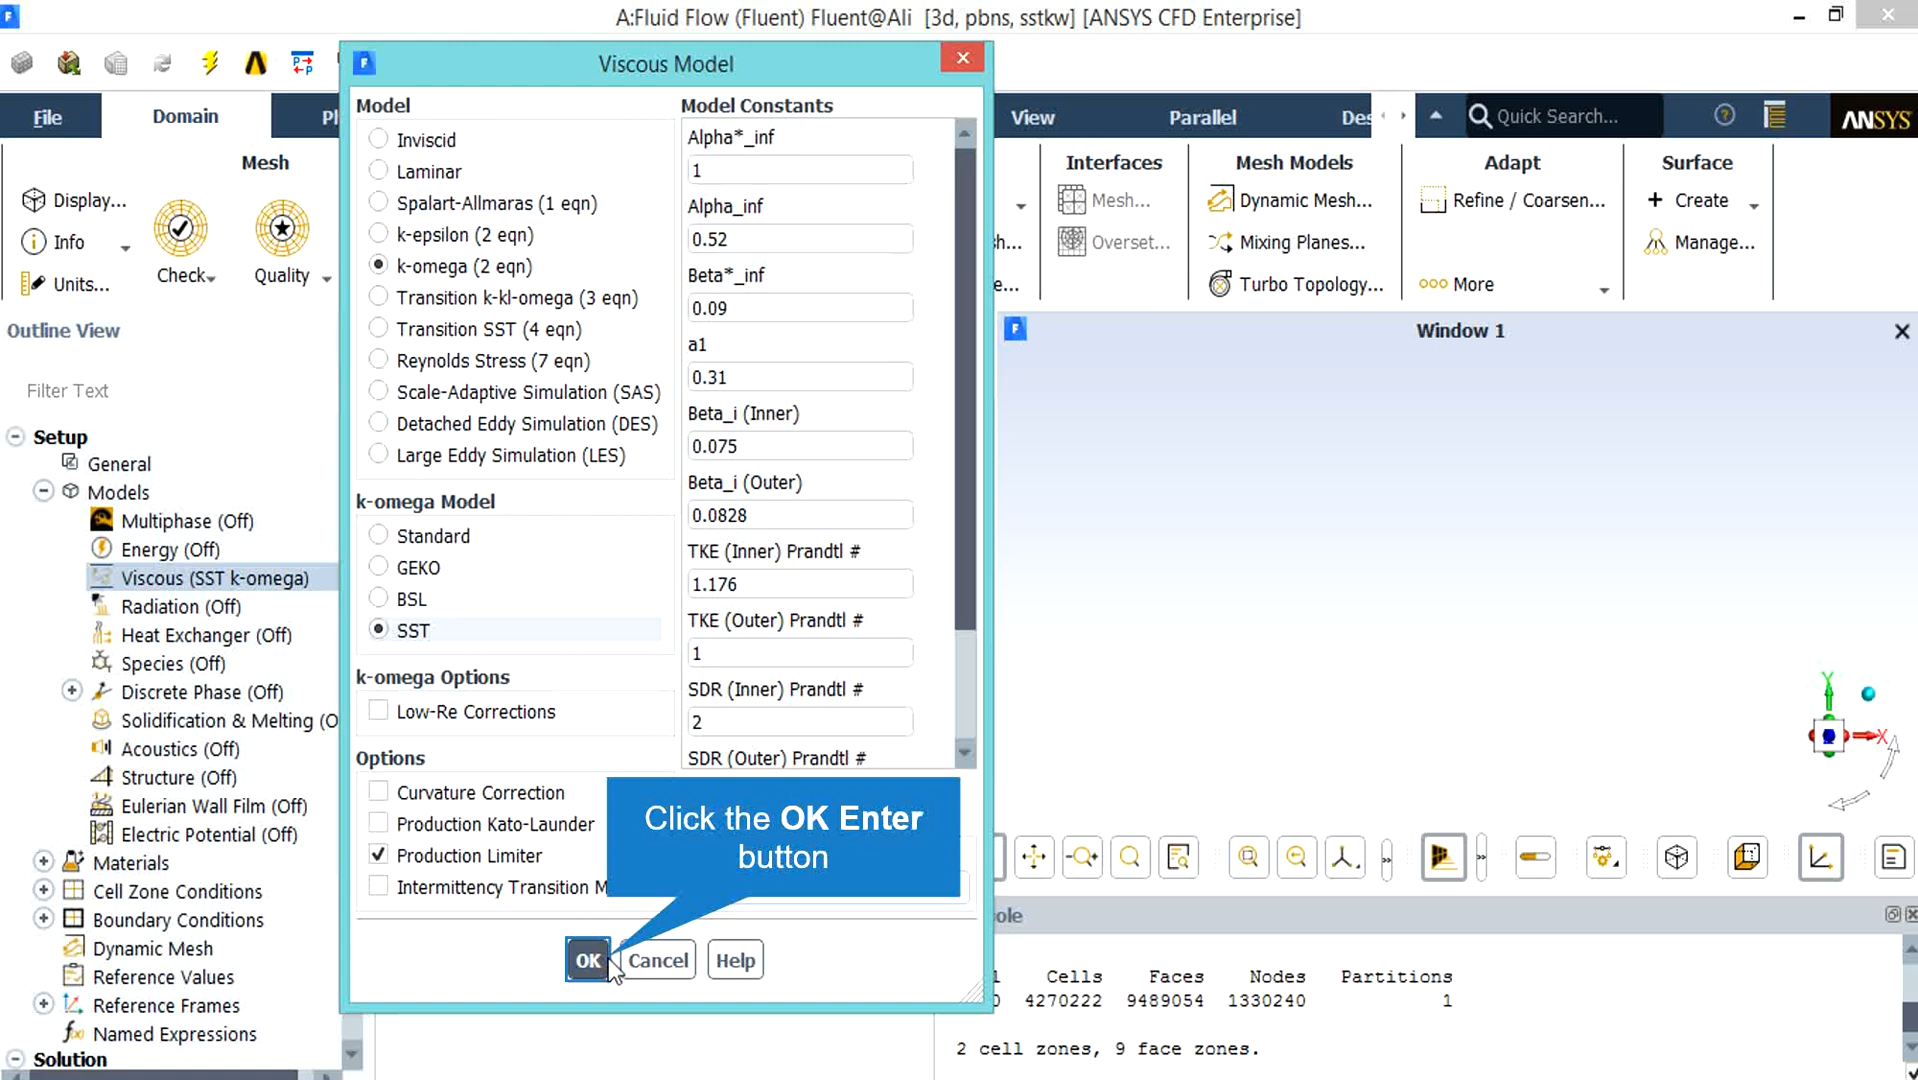 A:Fluid Flow (Fluent) Fluent@Ali [3d, pbns, sstkw] [ANSYS CFD Enterprise]
File
Domain
Ph
View
Parallel
Des
Quick Search...
ANSYS
Mesh
Display...
Info
Units...
Check
Quality
Interfaces
Mesh...
Overset...
Mesh Models
Dynamic Mesh...
Mixing Planes...
Turbo Topology...
Adapt
Refine / Coarsen...
More
Surface
Create
Manage...
Outline View
Filter Text
Setup
General
Models
Multiphase (Off)
Energy (Off)
Viscous (SST k-omega)
Radiation (Off)
Heat Exchanger (Off)
Species (Off)
Discrete Phase (Off)
Solidification & Melting (O
Acoustics (Off)
Structure (Off)
Eulerian Wall Film (Off)
Electric Potential (Off)
Materials
Cell Zone Conditions
Boundary Conditions
Dynamic Mesh
Reference Values
Reference Frames
Named Expressions
Solution
Viscous Model
Model
Inviscid
Laminar
Spalart-Allmaras (1 eqn)
k-epsilon (2 eqn)
k-omega (2 eqn)
Transition k-kl-omega (3 eqn)
Transition SST (4 eqn)
Reynolds Stress (7 eqn)
Scale-Adaptive Simulation (SAS)
Detached Eddy Simulation (DES)
Large Eddy Simulation (LES)
k-omega Model
Standard
GEKO
BSL
SST
k-omega Options
Low-Re Corrections
Options
Curvature Correction
Production Kato-Launder
Production Limiter
Intermittency Transition M
Model Constants
Alpha*_inf
1
Alpha_inf
0.52
Beta*_inf
0.09
a1
0.31
Beta_i (Inner)
0.075
Beta_i (Outer)
0.0828
TKE (Inner) Prandtl #
1.176
TKE (Outer) Prandtl #
1
SDR (Inner) Prandtl #
2
SDR (Outer) Prandtl #
Click the OK Enter
button
OK
Cancel
Help
Window 1
Y
X
ole
1 Cells Faces Nodes Partitions
0 4270222 9489054 1330240 1
2 cell zones, 9 face zones.